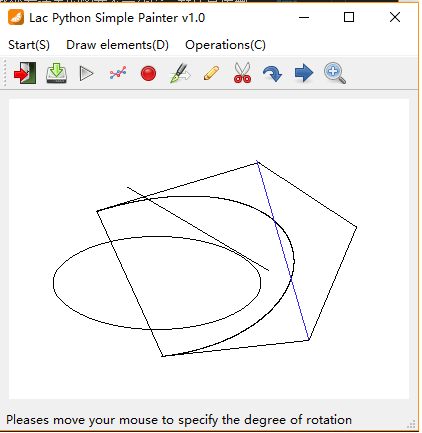 Lac Python Simple Painter v1.0
Start(S) Draw elements(D) Operations(C)
Pleases move your mouse to specify the degree of rotation